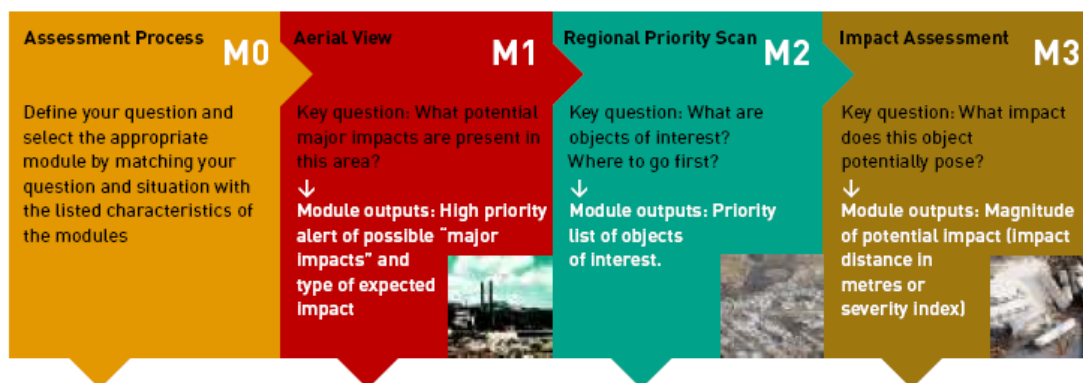 Assessment Process
M0
Define your question and
select the appropriate
module by matching your
question and situation with
the listed characteristics of
the modules
Aerial View
M1
Key question: What potential
major impacts are present in
this area?
↓
Module outputs: High priority
alert of possible "major
impacts" and
type of expected
impact
Regional Priority Scan
M2
Key question: What are
objects of interest?
Where to go first?
↓
Module outputs: Priority
list of objects
of interest.
Impact Assessment
M3
Key question: What impact
does this object
potentially pose?
↓
Module outputs: Magnitude
of potential impact (impact
distance in
metres or
severity index)